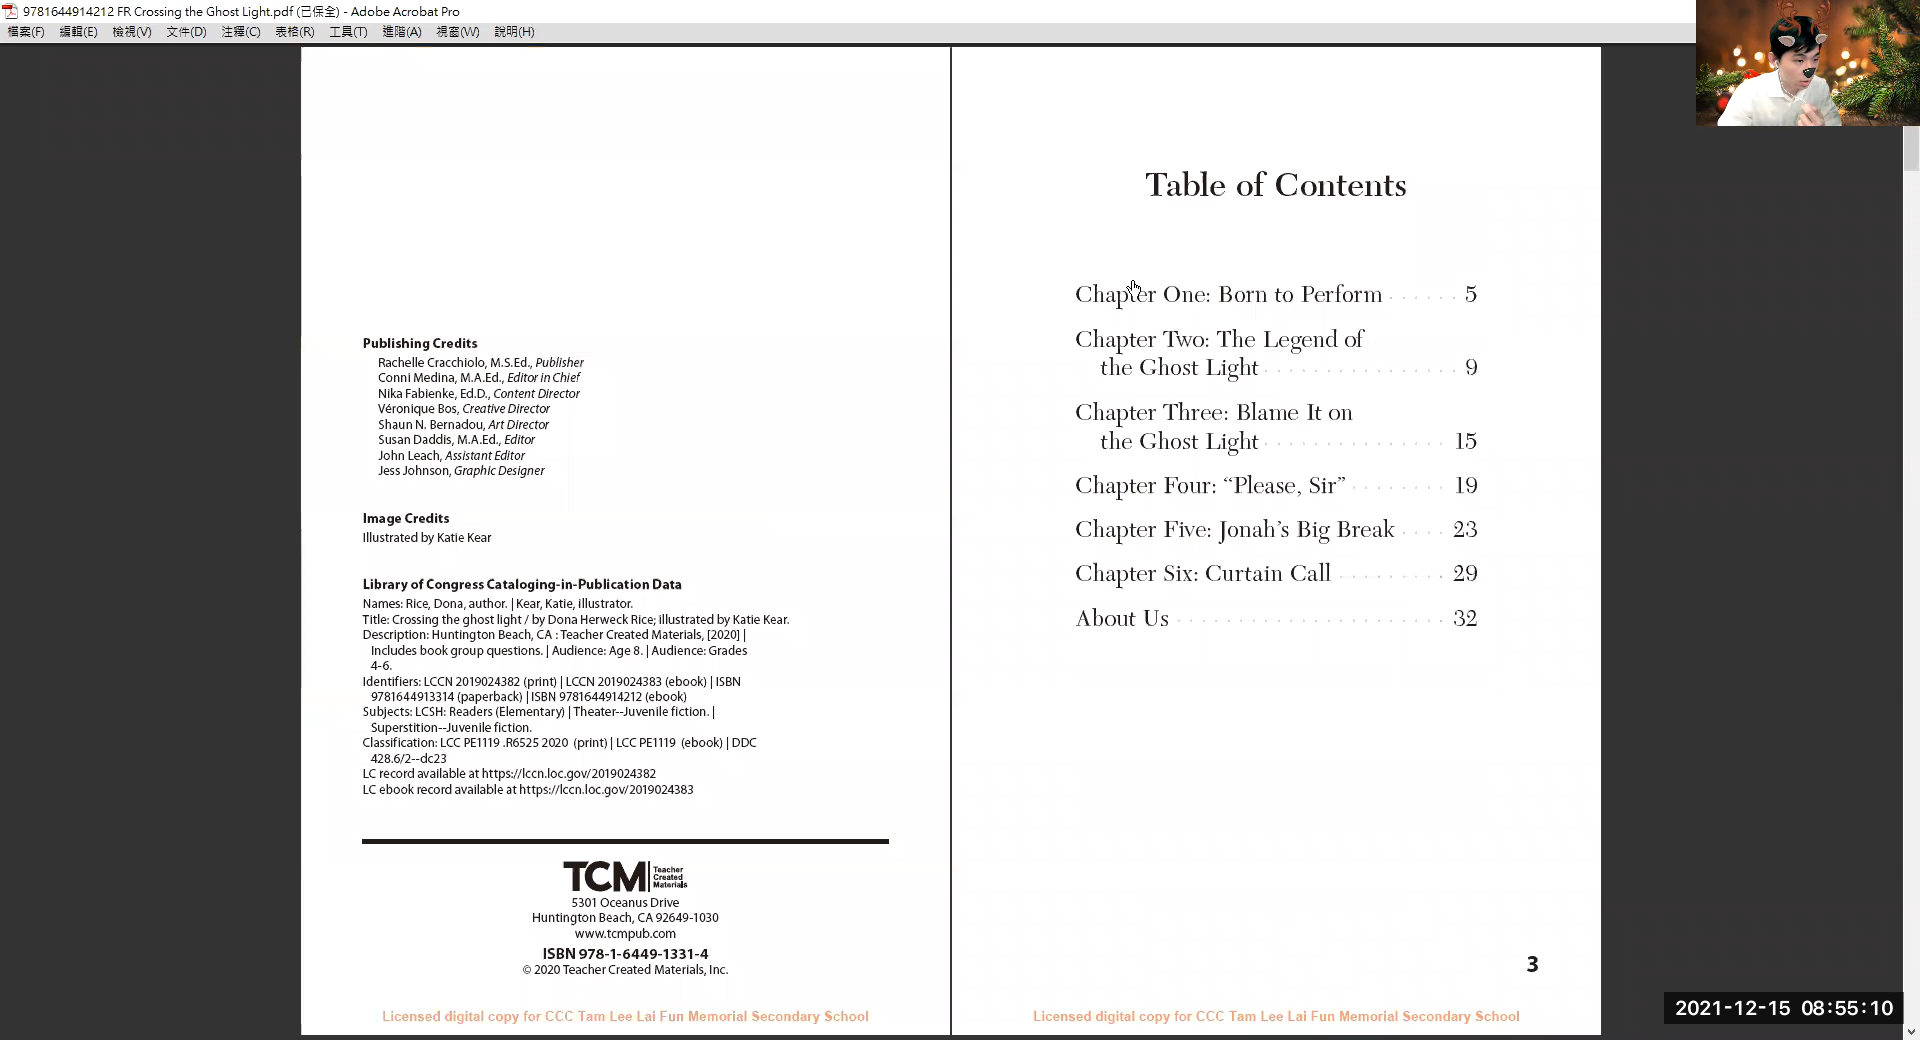 9781644914212 FR Crossing the Ghost Light.pdf (已保全) - Adobe Acrobat Pro
檔案(F) 編輯(E) 檢視(V) 文件(D) 注釋(C) 表格(R) 工具(T) 進階(A) 視窗(W) 說明(H)
Publishing Credits
Rachelle Cracchiolo, M.S.Ed., Publisher
Conni Medina, M.A.Ed., Editor in Chief
Nika Fabienke, Ed.D., Content Director
Véronique Bos, Creative Director
Shaun N. Bernadou, Art Director
Susan Daddis, M.A.Ed., Editor
John Leach, Assistant Editor
Jess Johnson, Graphic Designer
Image Credits
Illustrated by Katie Kear
Library of Congress Cataloging-in-Publication Data
Names: Rice, Dona, author. | Kear, Katie, illustrator.
Title: Crossing the ghost light / by Dona Herweck Rice; illustrated by Katie Kear.
Description: Huntington Beach, CA : Teacher Created Materials, [2020] |
Includes book group questions. | Audience: Age 8. | Audience: Grades
4-6.
Identifiers: LCCN 2019024382 (print) | LCCN 2019024383 (ebook) | ISBN
9781644913314 (paperback) | ISBN 9781644914212 (ebook)
Subjects: LCSH: Readers (Elementary) | Theater--Juvenile fiction. |
Superstition--Juvenile fiction.
Classification: LCC PE1119 .R6525 2020 (print) | LCC PE1119 (ebook) | DDC
428.6/2--dc23
LC record available at https://lccn.loc.gov/2019024382
LC ebook record available at https://lccn.loc.gov/2019024383
TCM Teacher
Created
Materials
5301 Oceanus Drive
Huntington Beach, CA 92649-1030
www.tcmpub.com
ISBN 978-1-6449-1331-4
© 2020 Teacher Created Materials, Inc.
Licensed digital copy for CCC Tam Lee Lai Fun Memorial Secondary School
Table of Contents
Chapter One: Born to Perform . . . . . . 5
Chapter Two: The Legend of
the Ghost Light . . . . . . . . . . . . . . . . 9
Chapter Three: Blame It on
the Ghost Light . . . . . . . . . . . . . . . 15
Chapter Four: “Please, Sir” . . . . . . . . 19
Chapter Five: Jonah’s Big Break . . . . 23
Chapter Six: Curtain Call . . . . . . . . . 29
About Us . . . . . . . . . . . . . . . . . . . . . . 32
3
Licensed digital copy for CCC Tam Lee Lai Fun Memorial Secondary School
2021-12-15 08:55:10